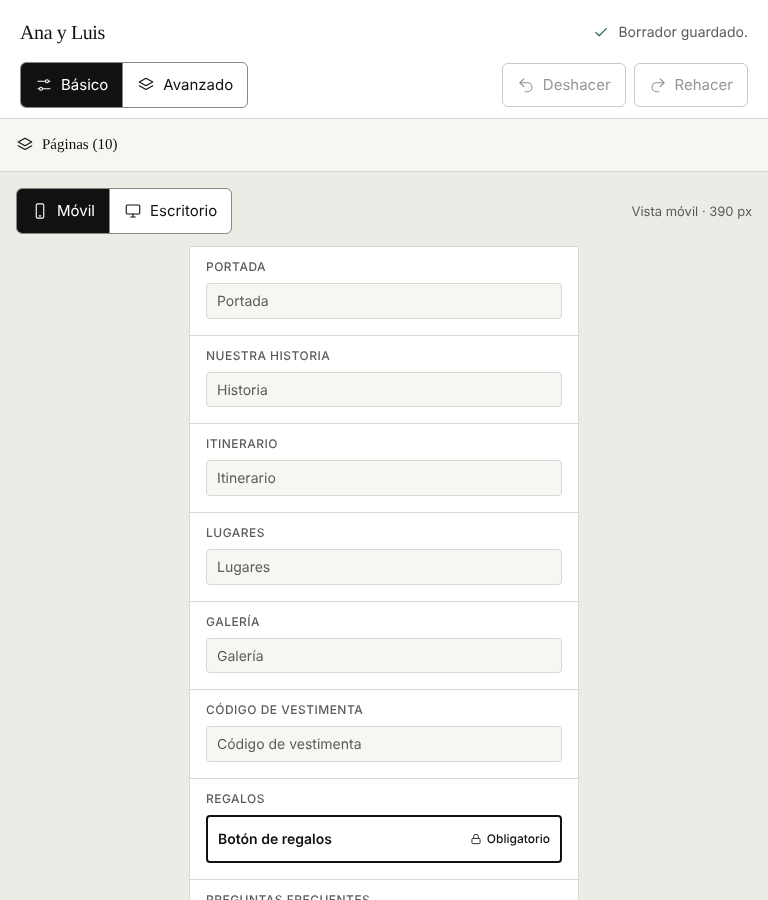 Ana y Luis
Borrador guardado.
Básico
Avanzado
Deshacer
Rehacer
Páginas (10)
Móvil
Escritorio
Vista móvil · 390 px
PORTADA
Portada
NUESTRA HISTORIA
Historia
ITINERARIO
Itinerario
LUGARES
Lugares
GALERÍA
Galería
CÓDIGO DE VESTIMENTA
Código de vestimenta
REGALOS
Botón de regalos
Obligatorio
PREGUNTAS FRECUENTES